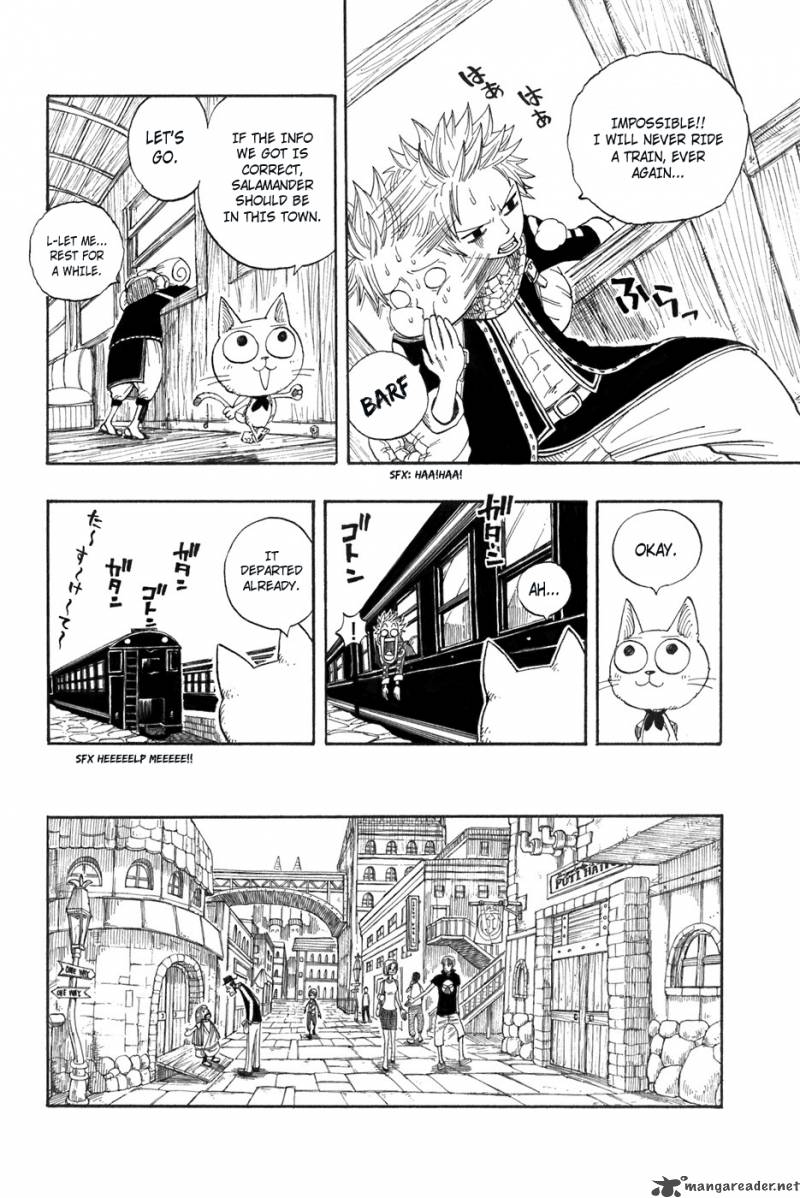 IMPOSSIBLE!!
I WILL NEVER RIDE
A TRAIN, EVER
AGAIN...
はぁ
はぁ
ふらっ
BARF
SFX: HAA!HAA!
IF THE INFO
WE GOT IS
CORRECT,
SALAMANDER
SHOULD BE
IN THIS TOWN.
LET'S
GO.
L-LET ME...
REST FOR
A WHILE.
OKAY.
ガタン
AH...
ゴトン
!
IT
DEPARTED
ALREADY.
ガタン
ガタン
ゴトン
た～す～け～て～
SFX HEEEEELP MEEEEE!!
ONE WAY
ONE WAY
mangareader.net